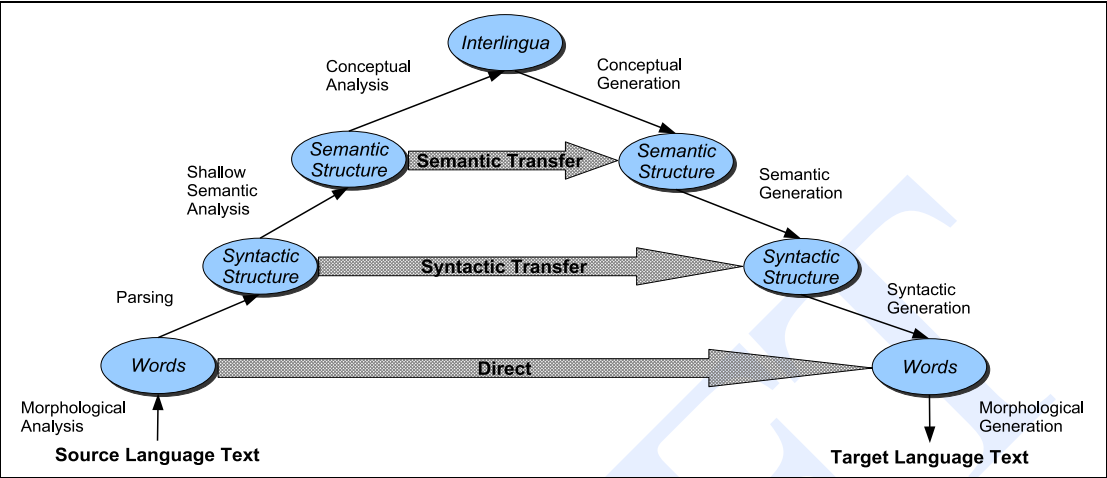 Interlingua
Conceptual
Analysis
Conceptual
Generation
Semantic
Structure
Semantic Transfer
Semantic
Structure
Shallow
Semantic
Analysis
Semantic
Generation
Syntactic
Structure
Syntactic Transfer
Syntactic
Structure
Parsing
Syntactic
Generation
Words
Direct
Words
Morphological
Analysis
Morphological
Generation
Source Language Text
Target Language Text